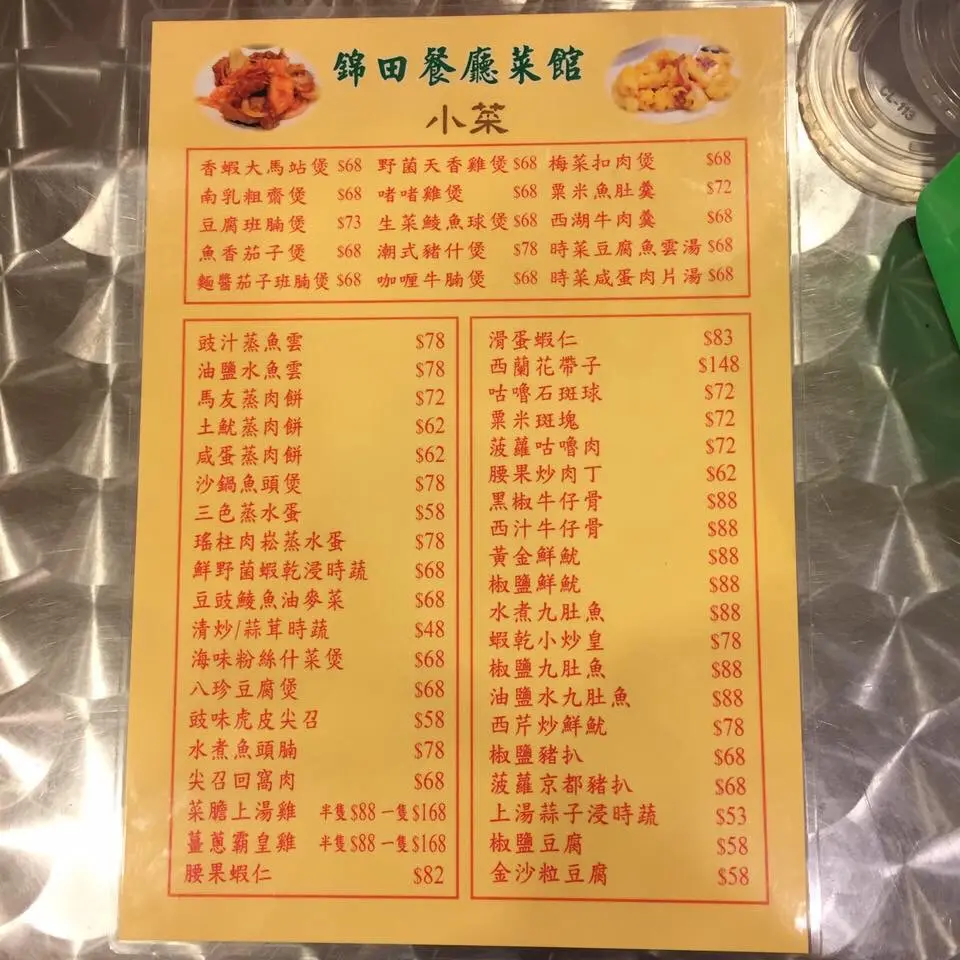 錦田餐廳菜館
小菜
CL-113
香蝦大馬站煲 $68 野菌天香雞煲 $68 梅菜扣肉煲 $68
南乳粗齋煲 $68 啫啫雞煲 $68 粟米魚肚羹 $72
豆腐班腩煲 $73 生菜鯪魚球煲 $68 西湖牛肉羹 $68
魚香茄子煲 $68 潮式豬什煲 $78 時菜豆腐魚雲湯 $68
麵醬茄子班腩煲 $68 咖喱牛腩煲 $68 時菜咸蛋肉片湯 $68
豉汁蒸魚雲 $78
油鹽水魚雲 $78
馬友蒸肉餅 $72
土魷蒸肉餅 $62
咸蛋蒸肉餅 $62
沙鍋魚頭煲 $78
三色蒸水蛋 $58
瑤柱肉崧蒸水蛋 $78
鮮野菌蝦乾浸時蔬 $68
豆豉鯪魚油麥菜 $68
清炒/蒜茸時蔬 $48
海味粉絲什菜煲 $68
八珍豆腐煲 $68
豉味虎皮尖召 $58
水煮魚頭腩 $78
尖召回窩肉 $68
菜膽上湯雞 半隻$88 一隻$168
薑蔥霸皇雞 半隻$88 一隻$168
腰果蝦仁 $82
滑蛋蝦仁 $83
西蘭花帶子 $148
咕嚕石斑球 $72
粟米斑塊 $72
菠蘿咕嚕肉 $72
腰果炒肉丁 $62
黑椒牛仔骨 $88
西汁牛仔骨 $88
黃金鮮魷 $88
椒鹽鮮魷 $88
水煮九肚魚 $88
蝦乾小炒皇 $78
椒鹽九肚魚 $88
油鹽水九肚魚 $88
西芹炒鮮魷 $78
椒鹽豬扒 $68
菠蘿京都豬扒 $68
上湯蒜子浸時蔬 $53
椒鹽豆腐 $58
金沙粒豆腐 $58